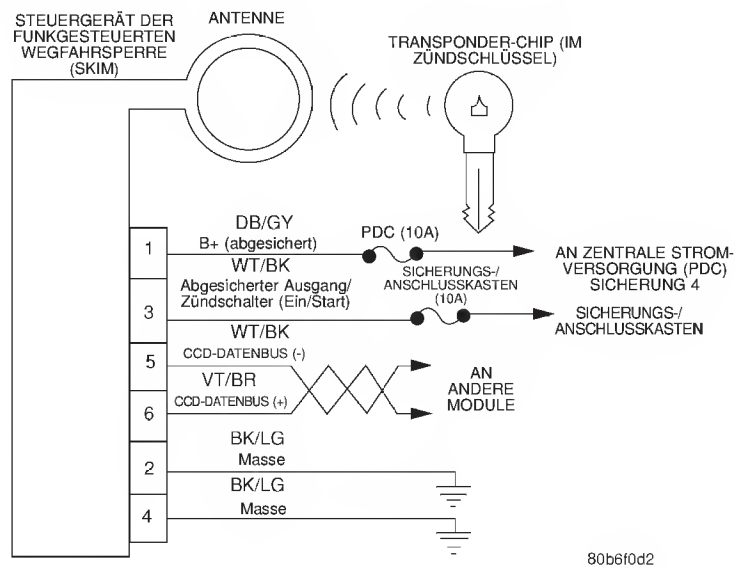 STEUERGERÄT DER
FUNKGESTEUERTEN
WEGFAHRSPERRE
(SKIM)
ANTENNE
TRANSPONDER-CHIP (IM
ZÜNDSCHLÜSSEL)
1
DB/GY
B+ (abgesichert)
PDC (10A)
AN ZENTRALE STROM-
VERSORGUNG (PDC)
SICHERUNG 4
3
WT/BK
Abgesicherter Ausgang/
Zündschalter (Ein/Start)
SICHERUNGS-/
ANSCHLUSSKASTEN
(10A)
SICHERUNGS-/
ANSCHLUSSKASTEN
5
WT/BK
CCD-DATENBUS (-)
6
VT/BR
CCD-DATENBUS (+)
AN
ANDERE
MODULE
2
BK/LG
Masse
4
BK/LG
Masse
80b6f0d2